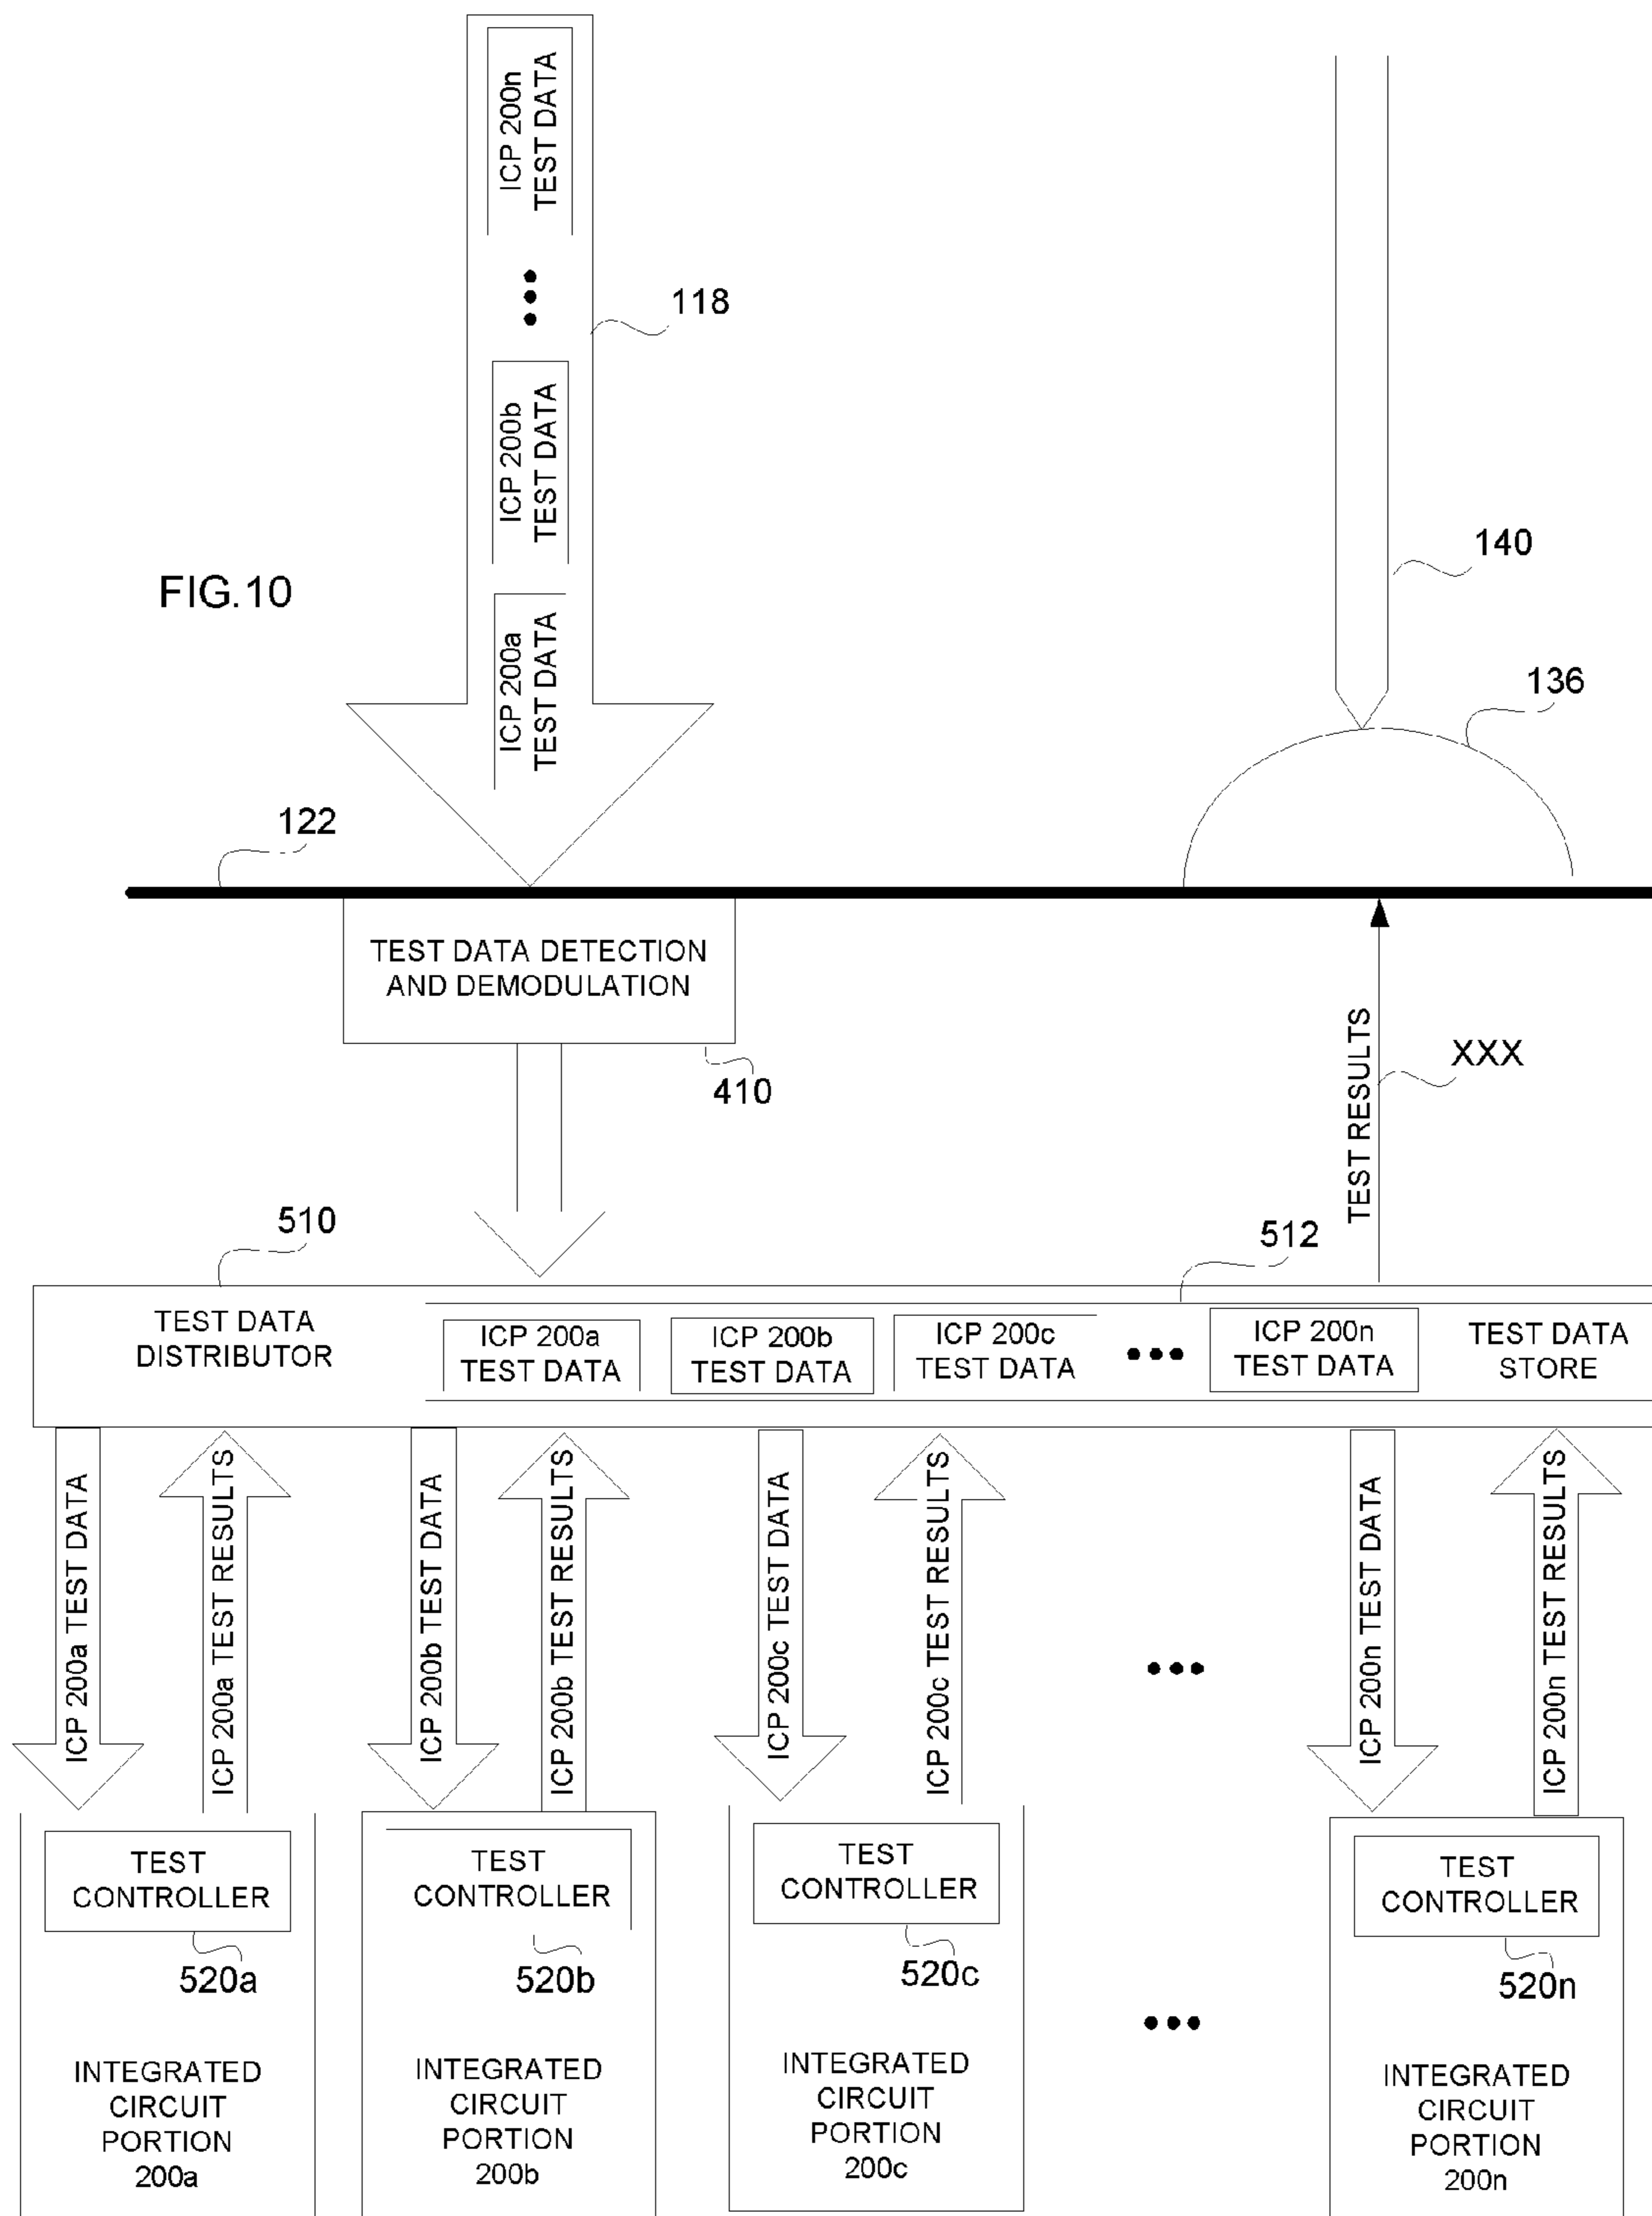 ICP 200n
TEST DATA
118
ICP 200b
TEST DATA
140
FIG.10
ICP 200a
TEST DATA
136
122
TEST DATA DETECTION
AND DEMODULATION
410
TEST RESULTS
XXX
510
512
TEST DATA
DISTRIBUTOR
ICP 200a
TEST DATA
ICP 200b
TEST DATA
ICP 200c
TEST DATA
ICP 200n
TEST DATA
TEST DATA
STORE
ICP 200a TEST DATA
ICP 200a TEST RESULTS
ICP 200b TEST DATA
ICP 200b TEST RESULTS
ICP 200c TEST DATA
ICP 200c TEST RESULTS
ICP 200n TEST DATA
ICP 200n TEST RESULTS
TEST
CONTROLLER
520a
INTEGRATED
CIRCUIT
PORTION
200a
TEST
CONTROLLER
520b
INTEGRATED
CIRCUIT
PORTION
200b
TEST
CONTROLLER
520c
INTEGRATED
CIRCUIT
PORTION
200c
TEST
CONTROLLER
520n
INTEGRATED
CIRCUIT
PORTION
200n